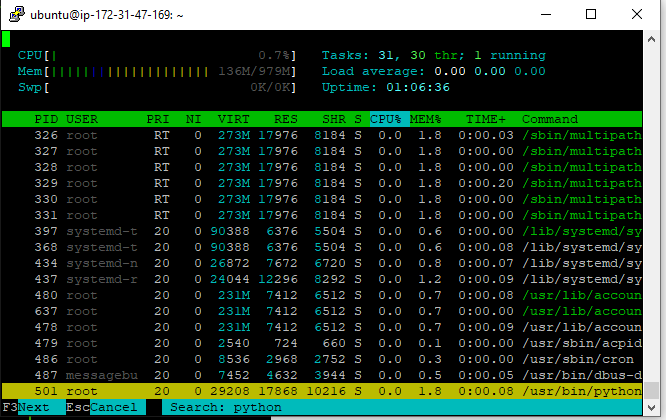 ubuntu@ip-172-31-47-169: ~
CPU[| 0.7%] Tasks: 31, 30 thr; 1 running
Mem[||||||||||||||||||| 136M/979M] Load average: 0.00 0.00 0.00
Swp[ 0K/0K] Uptime: 01:06:36
PID USER PRI NI VIRT RES SHR S CPU% MEM% TIME+ Command
326 root RT 0 273M 17976 8184 S 0.0 1.8 0:00.03 /sbin/multipath
327 root RT 0 273M 17976 8184 S 0.0 1.8 0:00.00 /sbin/multipath
328 root RT 0 273M 17976 8184 S 0.0 1.8 0:00.00 /sbin/multipath
329 root RT 0 273M 17976 8184 S 0.0 1.8 0:00.20 /sbin/multipath
330 root RT 0 273M 17976 8184 S 0.0 1.8 0:00.00 /sbin/multipath
331 root RT 0 273M 17976 8184 S 0.0 1.8 0:00.00 /sbin/multipath
397 systemd-t 20 0 90388 6376 5504 S 0.0 0.6 0:00.00 /lib/systemd/sy
368 systemd-t 20 0 90388 6376 5504 S 0.0 0.6 0:00.08 /lib/systemd/sy
434 systemd-n 20 0 26872 7672 6720 S 0.0 0.8 0:00.07 /lib/systemd/sy
437 systemd-r 20 0 24044 12296 8292 S 0.0 1.2 0:00.09 /lib/systemd/sy
480 root 20 0 231M 7412 6512 S 0.0 0.7 0:00.08 /usr/lib/accoun
637 root 20 0 231M 7412 6512 S 0.0 0.7 0:00.00 /usr/lib/accoun
478 root 20 0 231M 7412 6512 S 0.0 0.7 0:00.09 /usr/lib/accoun
479 root 20 0 2540 724 660 S 0.0 0.1 0:00.00 /usr/sbin/acpid
486 root 20 0 8536 2968 2752 S 0.0 0.3 0:00.00 /usr/sbin/cron
487 messagebu 20 0 7452 4632 3944 S 0.0 0.5 0:00.05 /usr/bin/dbus-d
501 root 20 0 29208 17868 10216 S 0.0 1.8 0:00.08 /usr/bin/python
F3Next EscCancel Search: python